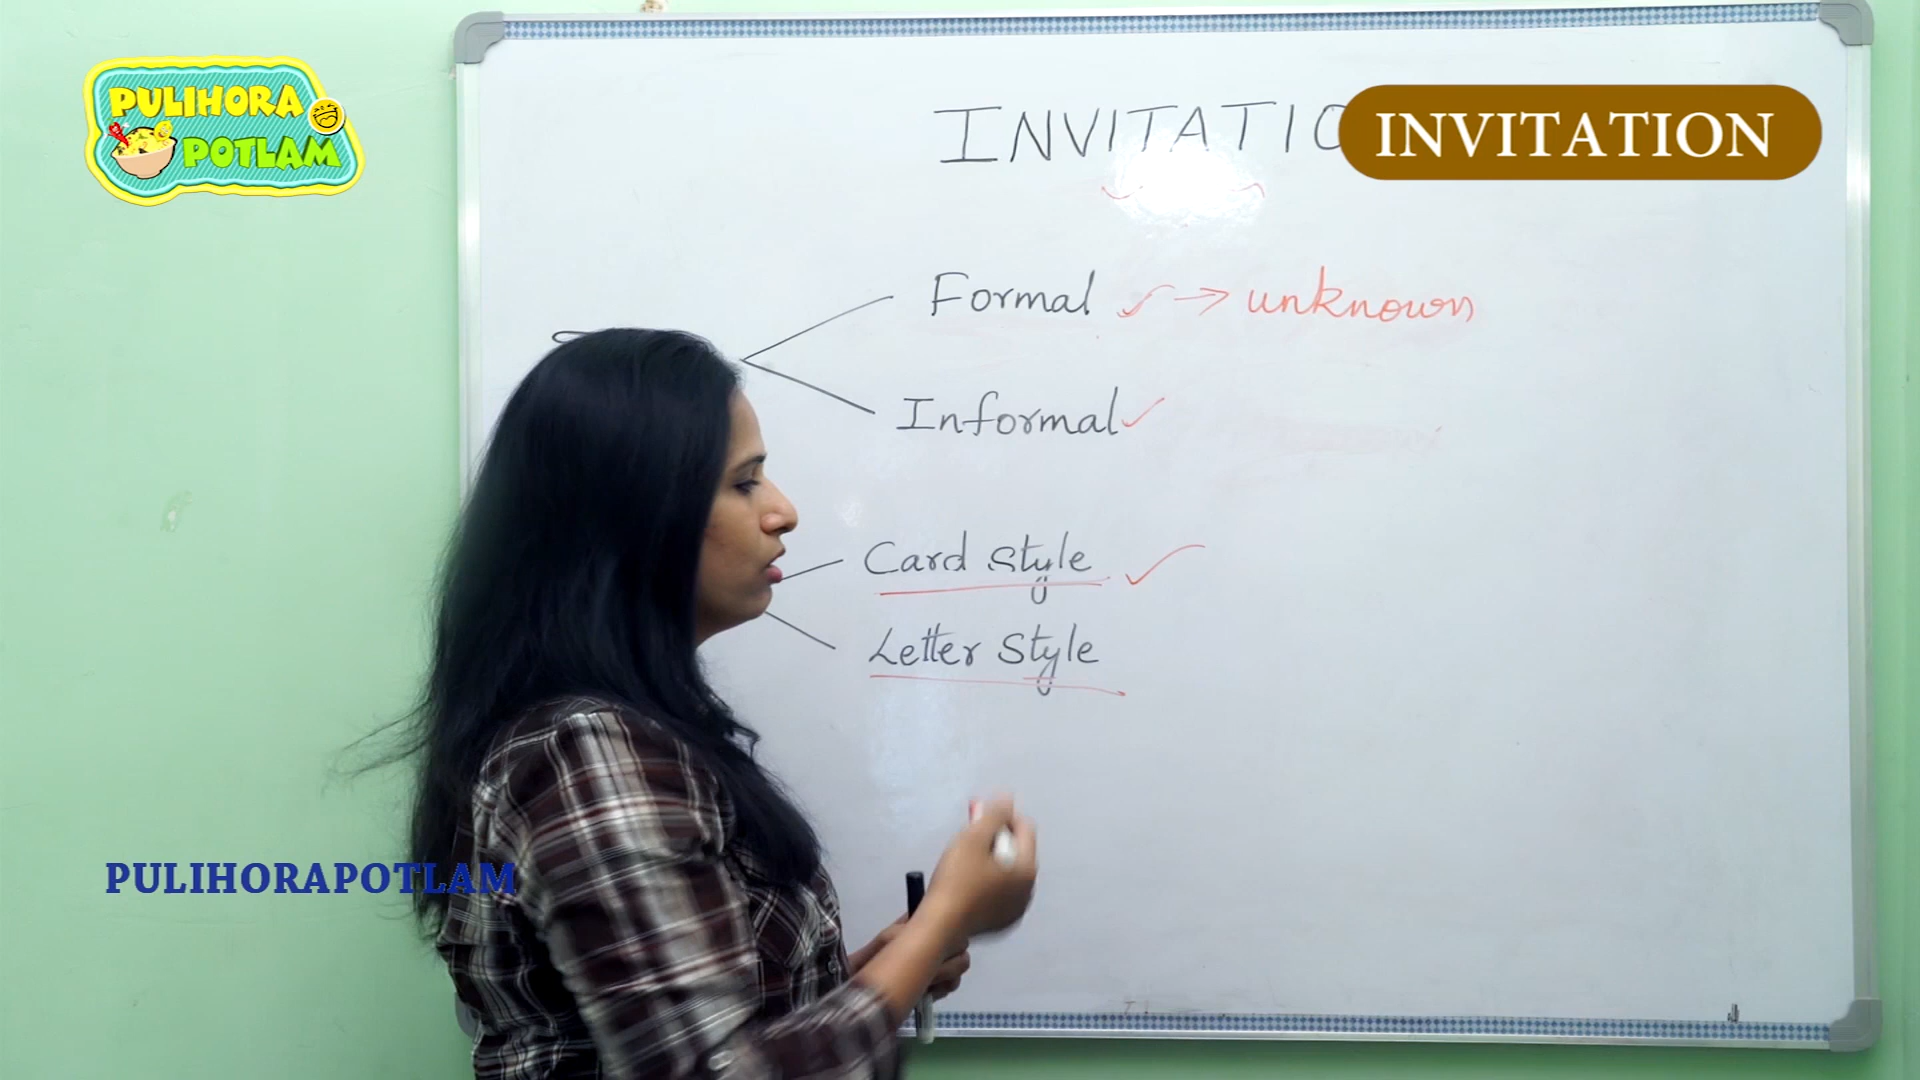 PULIHORA
POTLAM
INVITATIO
INVITATION
Formal ✓ → unknown
Informal ✓
Card Style ✓
Letter Style
PULIHORAPOTLAM